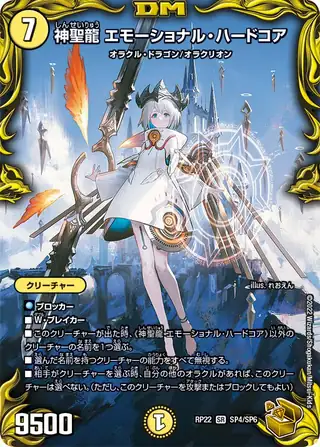 DM
7
しんせいりゅう
神聖龍 エモーショナル・ハードコア
オラクル・ドラゴン/オラクリオン
illus. れおえん
©2022 Wizards/Shogakukan/Mitsui-Kids
クリーチャー
ブロッカー
W・ブレイカー
このクリーチャーが出た時、《神聖龍 エモーショナル・ハードコア》以外の
クリーチャーの名前を1つ選ぶ。
選んだ名前を持つクリーチャーの能力をすべて無視する。
相手がクリーチャーを選ぶ時、自分の他のオラクルがあれば、このクリー
チャーは選べない。(ただし、このクリーチャーを攻撃またはブロックしてもよい)
9500
1
RP22 SR SP4/SP6